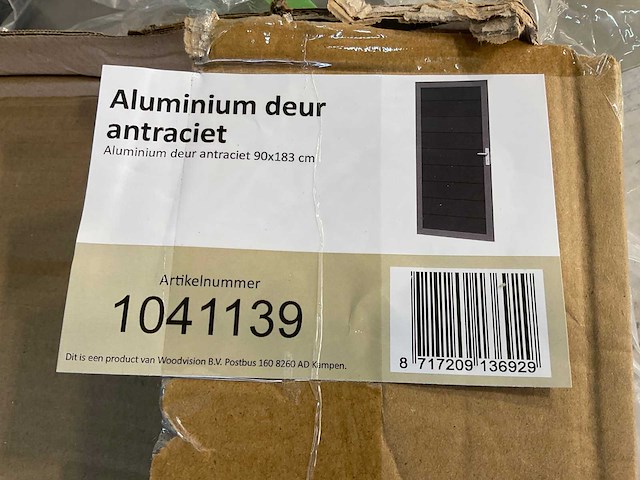 Aluminium deur
antraciet
Aluminium deur antraciet 90x183 cm
Artikelnummer
1041139
Dit is een product van Woodvision B.V. Postbus 160 8260 AD Kampen.
8 717209 136929